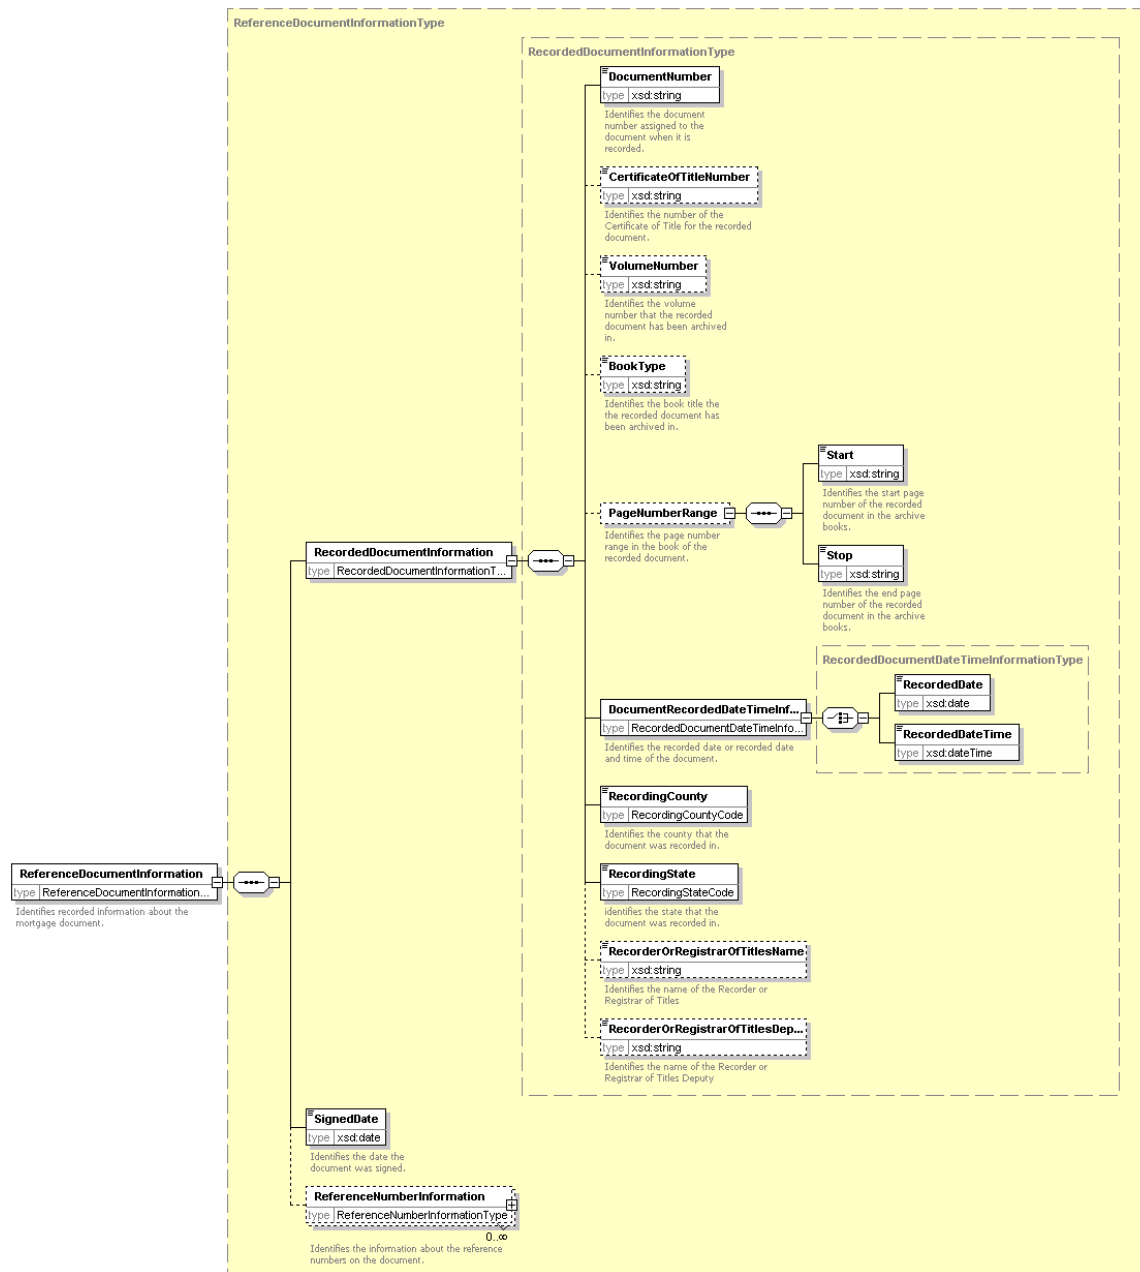 ReferenceDocumentInformationType
RecordedDocumentInformationType
DocumentNumber
type xsd:string
Identifies the document
number assigned to the
document when it is
recorded.
CertificateOfTitleNumber
type xsd:string
Identifies the number of the
Certificate of Title for the recorded
document.
VolumeNumber
type xsd:string
Identifies the volume
number that the recorded
document has been archived
in.
BookType
type xsd:string
Identifies the book title the
the recorded document has
been archived in.
Start
type xsd:string
Identifies the start page
number of the recorded
document in the archive
books.
PageNumberRange
Identifies the page number
range in the book of the
recorded document.
Stop
type xsd:string
Identifies the end page
number of the recorded
document in the archive
books.
RecordedDocumentInformation
type RecordedDocumentInformationT...
RecordedDocumentDateTimeInformationType
RecordedDate
type xsd:date
DocumentRecordedDateTimeInf...
type RecordedDocumentDateTimeInfo...
Identifies the recorded date or recorded date
and time of the document.
RecordedDateTime
type xsd:dateTime
RecordingCounty
type RecordingCountyCode
Identifies the county that the
document was recorded in.
RecordingState
type RecordingStateCode
identifies the state that the
document was recorded in.
ReferenceDocumentInformation
type ReferenceDocumentInformation...
Identifies recorded information about the
mortgage document.
RecorderOrRegistrarOfTitlesName
type xsd:string
Identifies the name of the Recorder or
Registrar of Titles
RecorderOrRegistrarOfTitlesDep...
type xsd:string
Identifies the name of the Recorder or
Registrar of Titles Deputy
SignedDate
type xsd:date
Identifies the date the
document was signed.
ReferenceNumberInformation
type ReferenceNumberInformationType
0..∞
Identifies the information about the reference
numbers on the document.